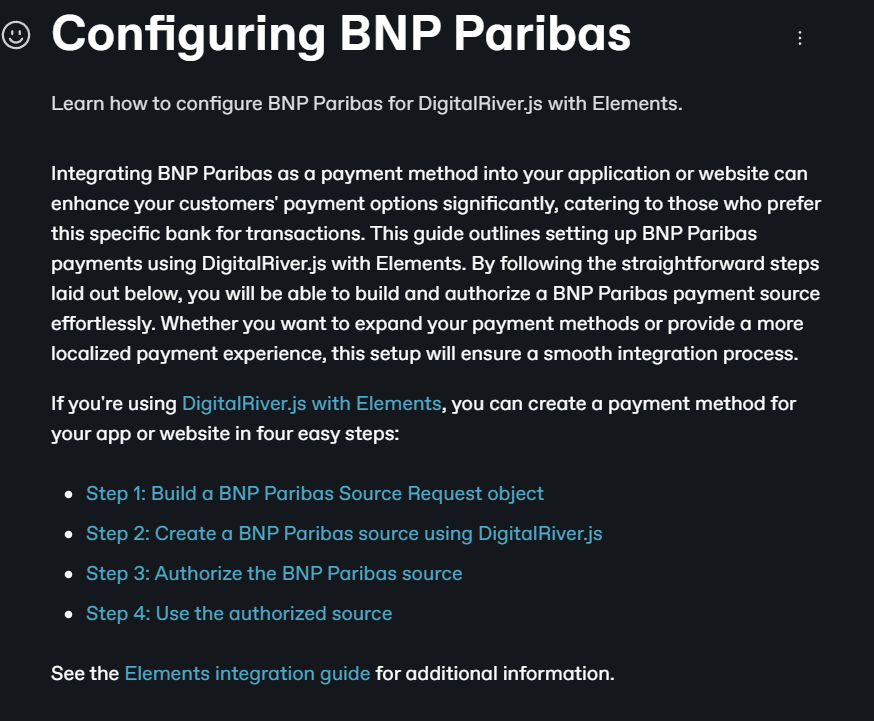 Configuring BNP Paribas
Learn how to configure BNP Paribas for DigitalRiver.js with Elements.
Integrating BNP Paribas as a payment method into your application or website can
enhance your customers' payment options significantly, catering to those who prefer
this specific bank for transactions. This guide outlines setting up BNP Paribas
payments using DigitalRiver.js with Elements. By following the straightforward steps
laid out below, you will be able to build and authorize a BNP Paribas payment source
effortlessly. Whether you want to expand your payment methods or provide a more
localized payment experience, this setup will ensure a smooth integration process.
If you're using DigitalRiver.js with Elements, you can create a payment method for
your app or website in four easy steps:
• Step 1: Build a BNP Paribas Source Request object
• Step 2: Create a BNP Paribas source using DigitalRiver.js
• Step 3: Authorize the BNP Paribas source
• Step 4: Use the authorized source
See the Elements integration guide for additional information.